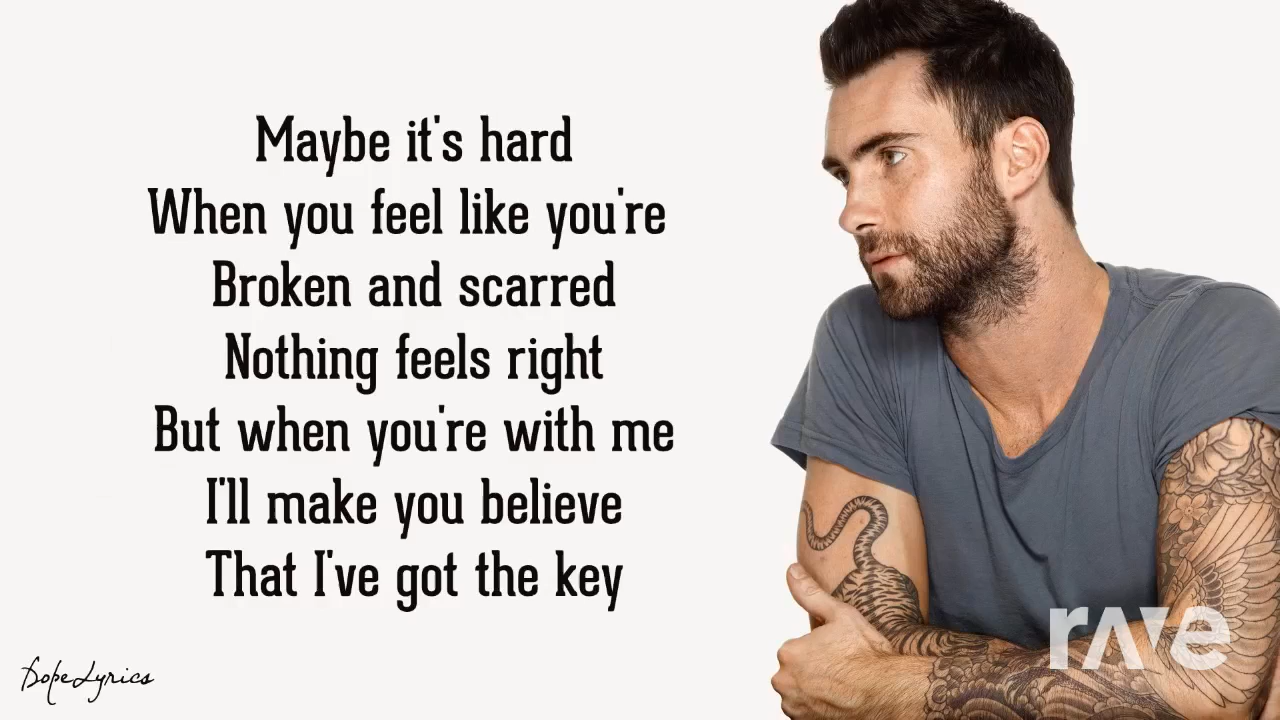 Maybe it's hard
When you feel like you're
Broken and scarred
Nothing feels right
But when you're with me
I'll make you believe
That I've got the key
DopeLyrics
rave